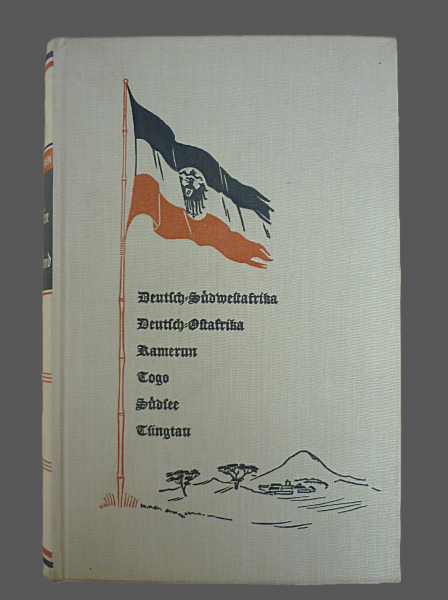 Deutsch-Südwestafrika
Deutsch-Ostafrika
Kamerun
Togo
Südsee
Tsingtau